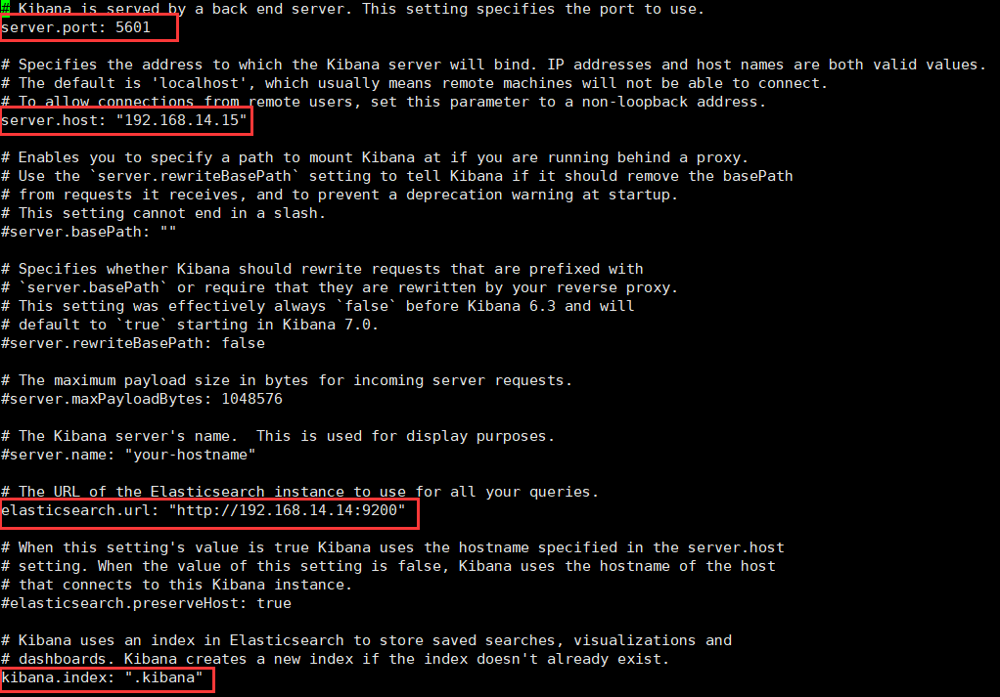 # Kibana is served by a back end server. This setting specifies the port to use.
server.port: 5601
# Specifies the address to which the Kibana server will bind. IP addresses and host names are both valid values.
# The default is 'localhost', which usually means remote machines will not be able to connect.
# To allow connections from remote users, set this parameter to a non-loopback address.
server.host: "192.168.14.15"
# Enables you to specify a path to mount Kibana at if you are running behind a proxy.
# Use the `server.rewriteBasePath` setting to tell Kibana if it should remove the basePath
# from requests it receives, and to prevent a deprecation warning at startup.
# This setting cannot end in a slash.
#server.basePath: ""
# Specifies whether Kibana should rewrite requests that are prefixed with
# `server.basePath` or require that they are rewritten by your reverse proxy.
# This setting was effectively always `false` before Kibana 6.3 and will
# default to `true` starting in Kibana 7.0.
#server.rewriteBasePath: false
# The maximum payload size in bytes for incoming server requests.
#server.maxPayloadBytes: 1048576
# The Kibana server's name.  This is used for display purposes.
#server.name: "your-hostname"
# The URL of the Elasticsearch instance to use for all your queries.
elasticsearch.url: "http://192.168.14.14:9200"
# When this setting's value is true Kibana uses the hostname specified in the server.host
# setting. When the value of this setting is false, Kibana uses the hostname of the host
# that connects to this Kibana instance.
#elasticsearch.preserveHost: true
# Kibana uses an index in Elasticsearch to store saved searches, visualizations and
# dashboards. Kibana creates a new index if the index doesn't already exist.
kibana.index: ".kibana"